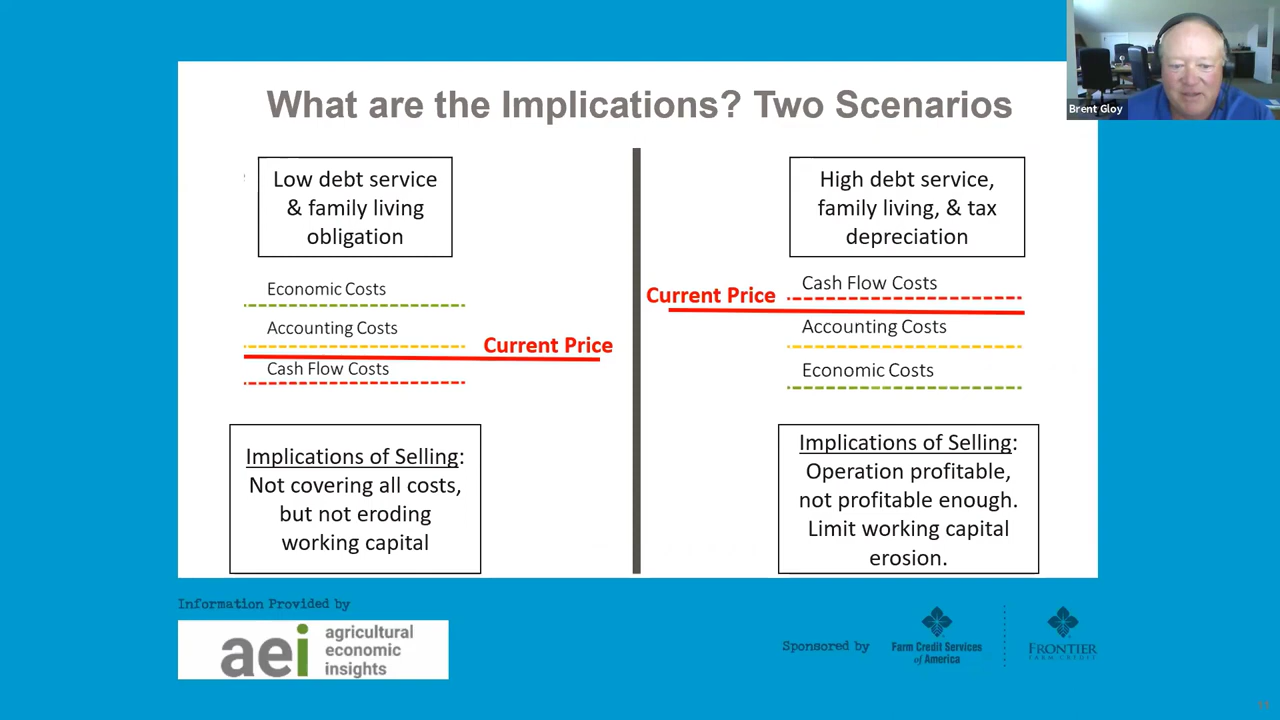 Brent Gloy
What are the Implications? Two Scenarios
Low debt service
& family living
obligation
Economic Costs
Accounting Costs
Current Price
Cash Flow Costs
Implications of Selling:
Not covering all costs,
but not eroding
working capital
High debt service,
family living, & tax
depreciation
Cash Flow Costs
Current Price
Accounting Costs
Economic Costs
Implications of Selling:
Operation profitable,
not profitable enough.
Limit working capital
erosion.
Information Provided by
aei
agricultural
economic
insights
Sponsored by
Farm Credit Services
of America
FRONTIER
FARM CREDIT